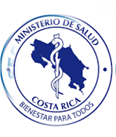 MINISTERIO DE SALUD
COSTA RICA
BIENESTAR PARA TODOS